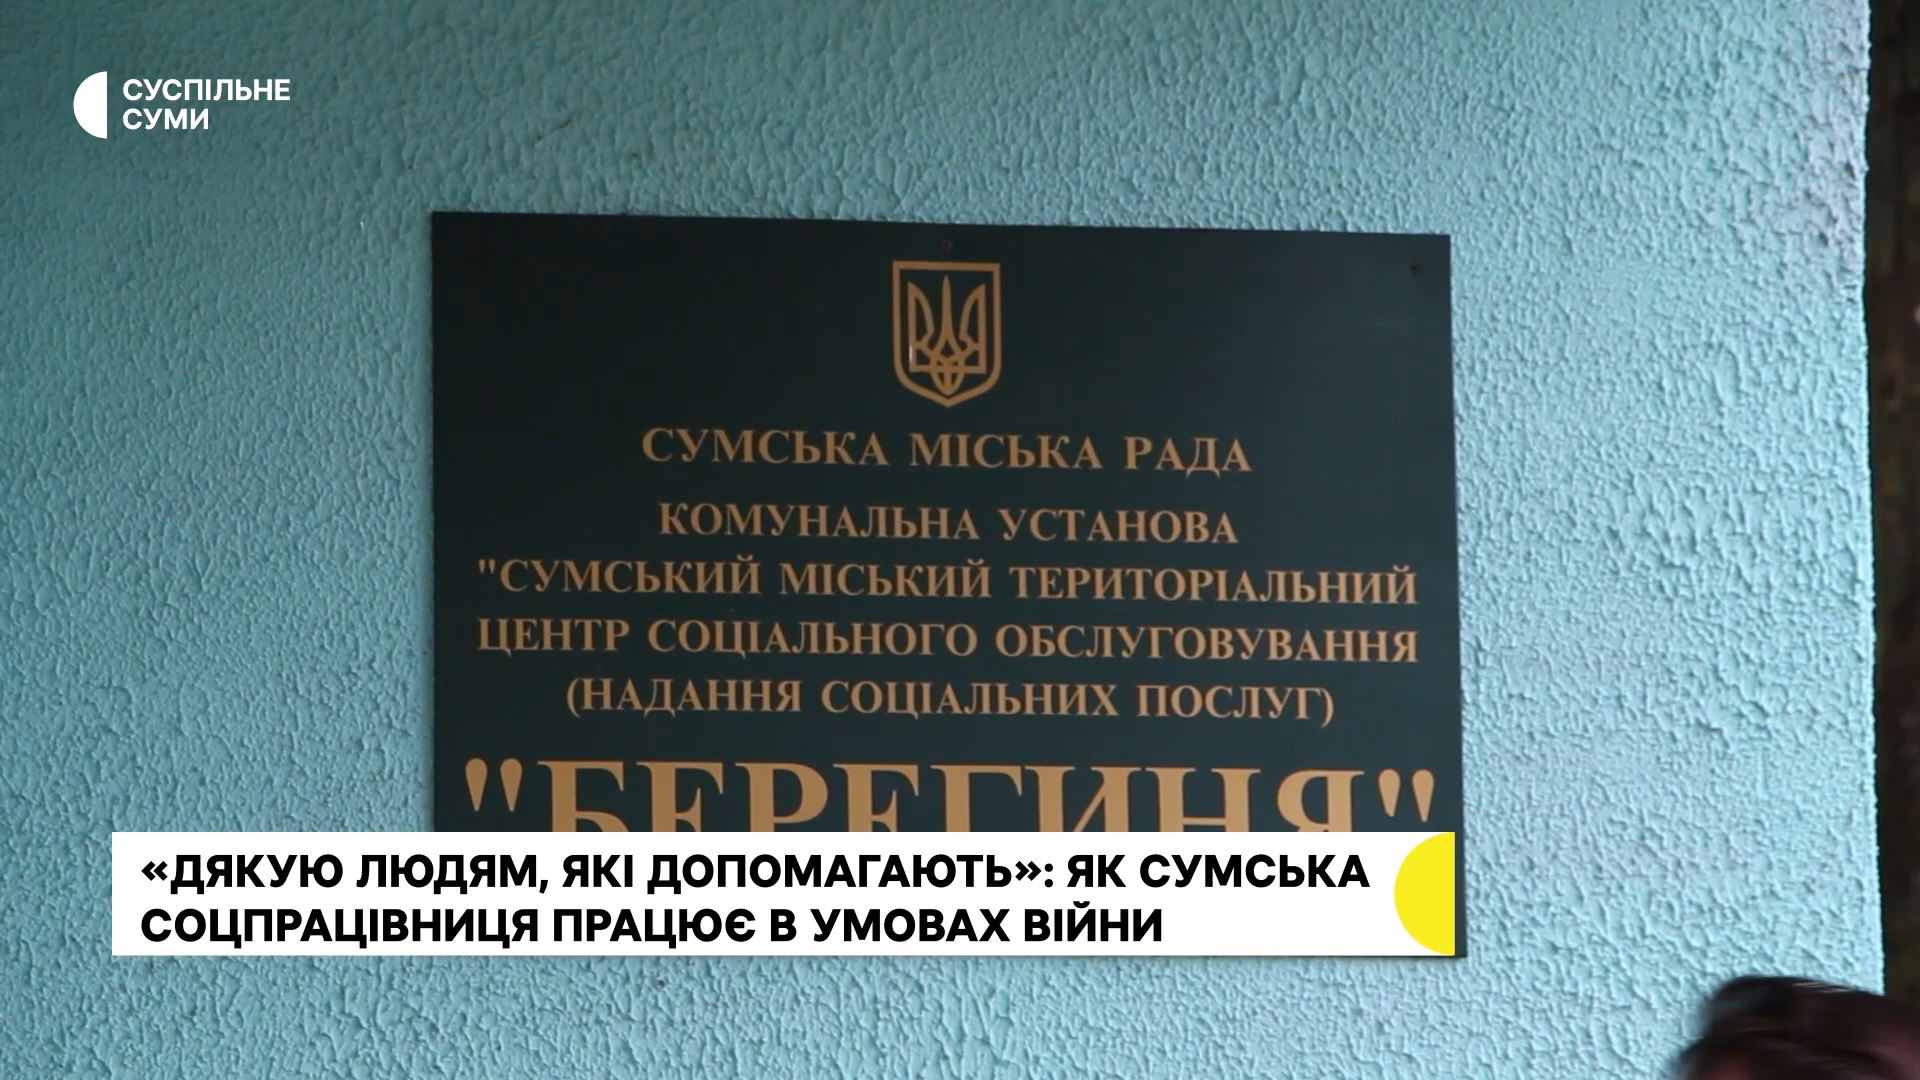 СУСПІЛЬНЕ
СУМИ
СУМСЬКА МІСЬКА РАДА
КОМУНАЛЬНА УСТАНОВА
"СУМСЬКИЙ МІСЬКИЙ ТЕРИТОРІАЛЬНИЙ
ЦЕНТР СОЦІАЛЬНОГО ОБСЛУГОВУВАННЯ
(НАДАННЯ СОЦІАЛЬНИХ ПОСЛУГ)
"БЕРЕГИНЯ"
«ДЯКУЮ ЛЮДЯМ, ЯКІ ДОПОМАГАЮТЬ»: ЯК СУМСЬКА
СОЦПРАЦІВНИЦЯ ПРАЦЮЄ В УМОВАХ ВІЙНИ